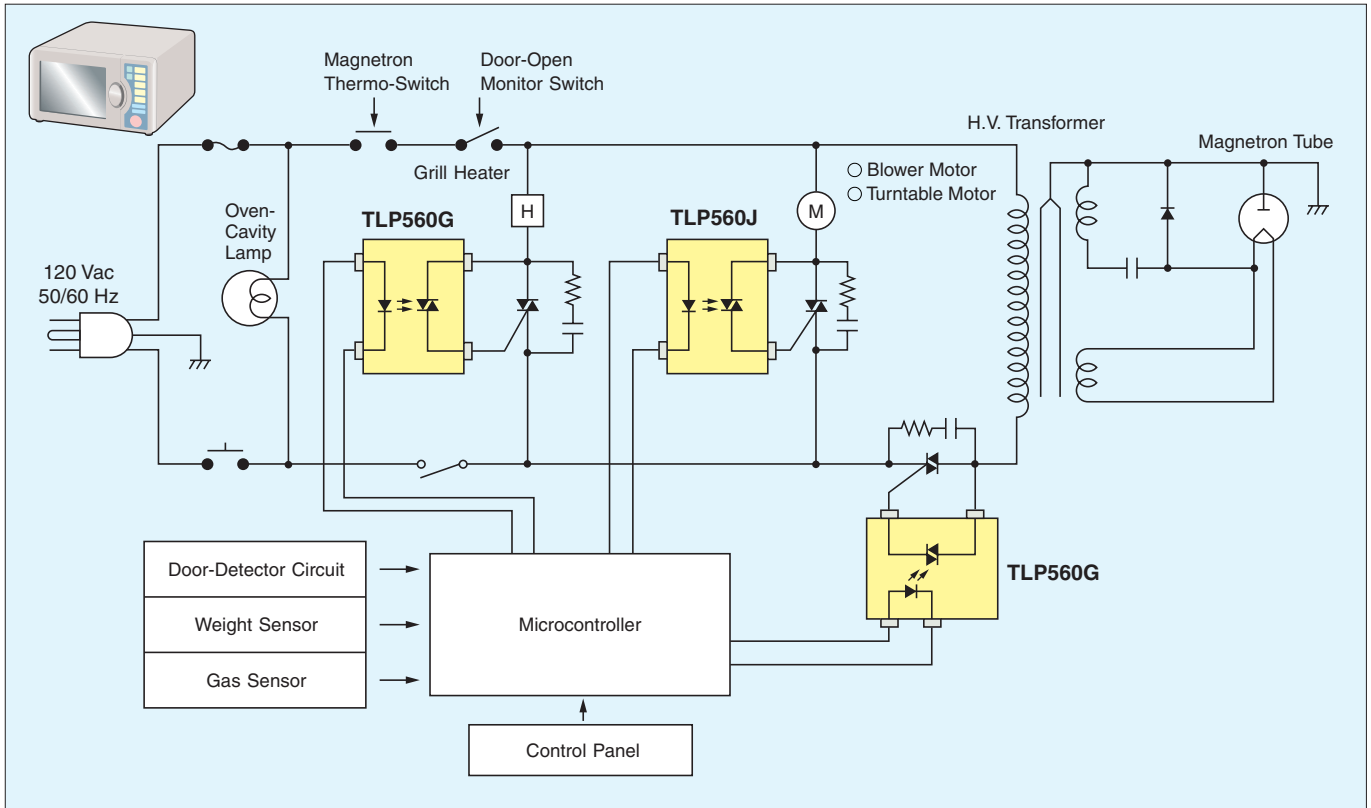 Magnetron
Thermo-Switch
Door-Open
Monitor Switch
H.V. Transformer
Magnetron Tube
Grill Heater
Blower Motor
Turntable Motor
Oven-
Cavity
Lamp
TLP560G
H
TLP560J
M
120 Vac
50/60 Hz
TLP560G
Door-Detector Circuit
Weight Sensor
Gas Sensor
Microcontroller
Control Panel